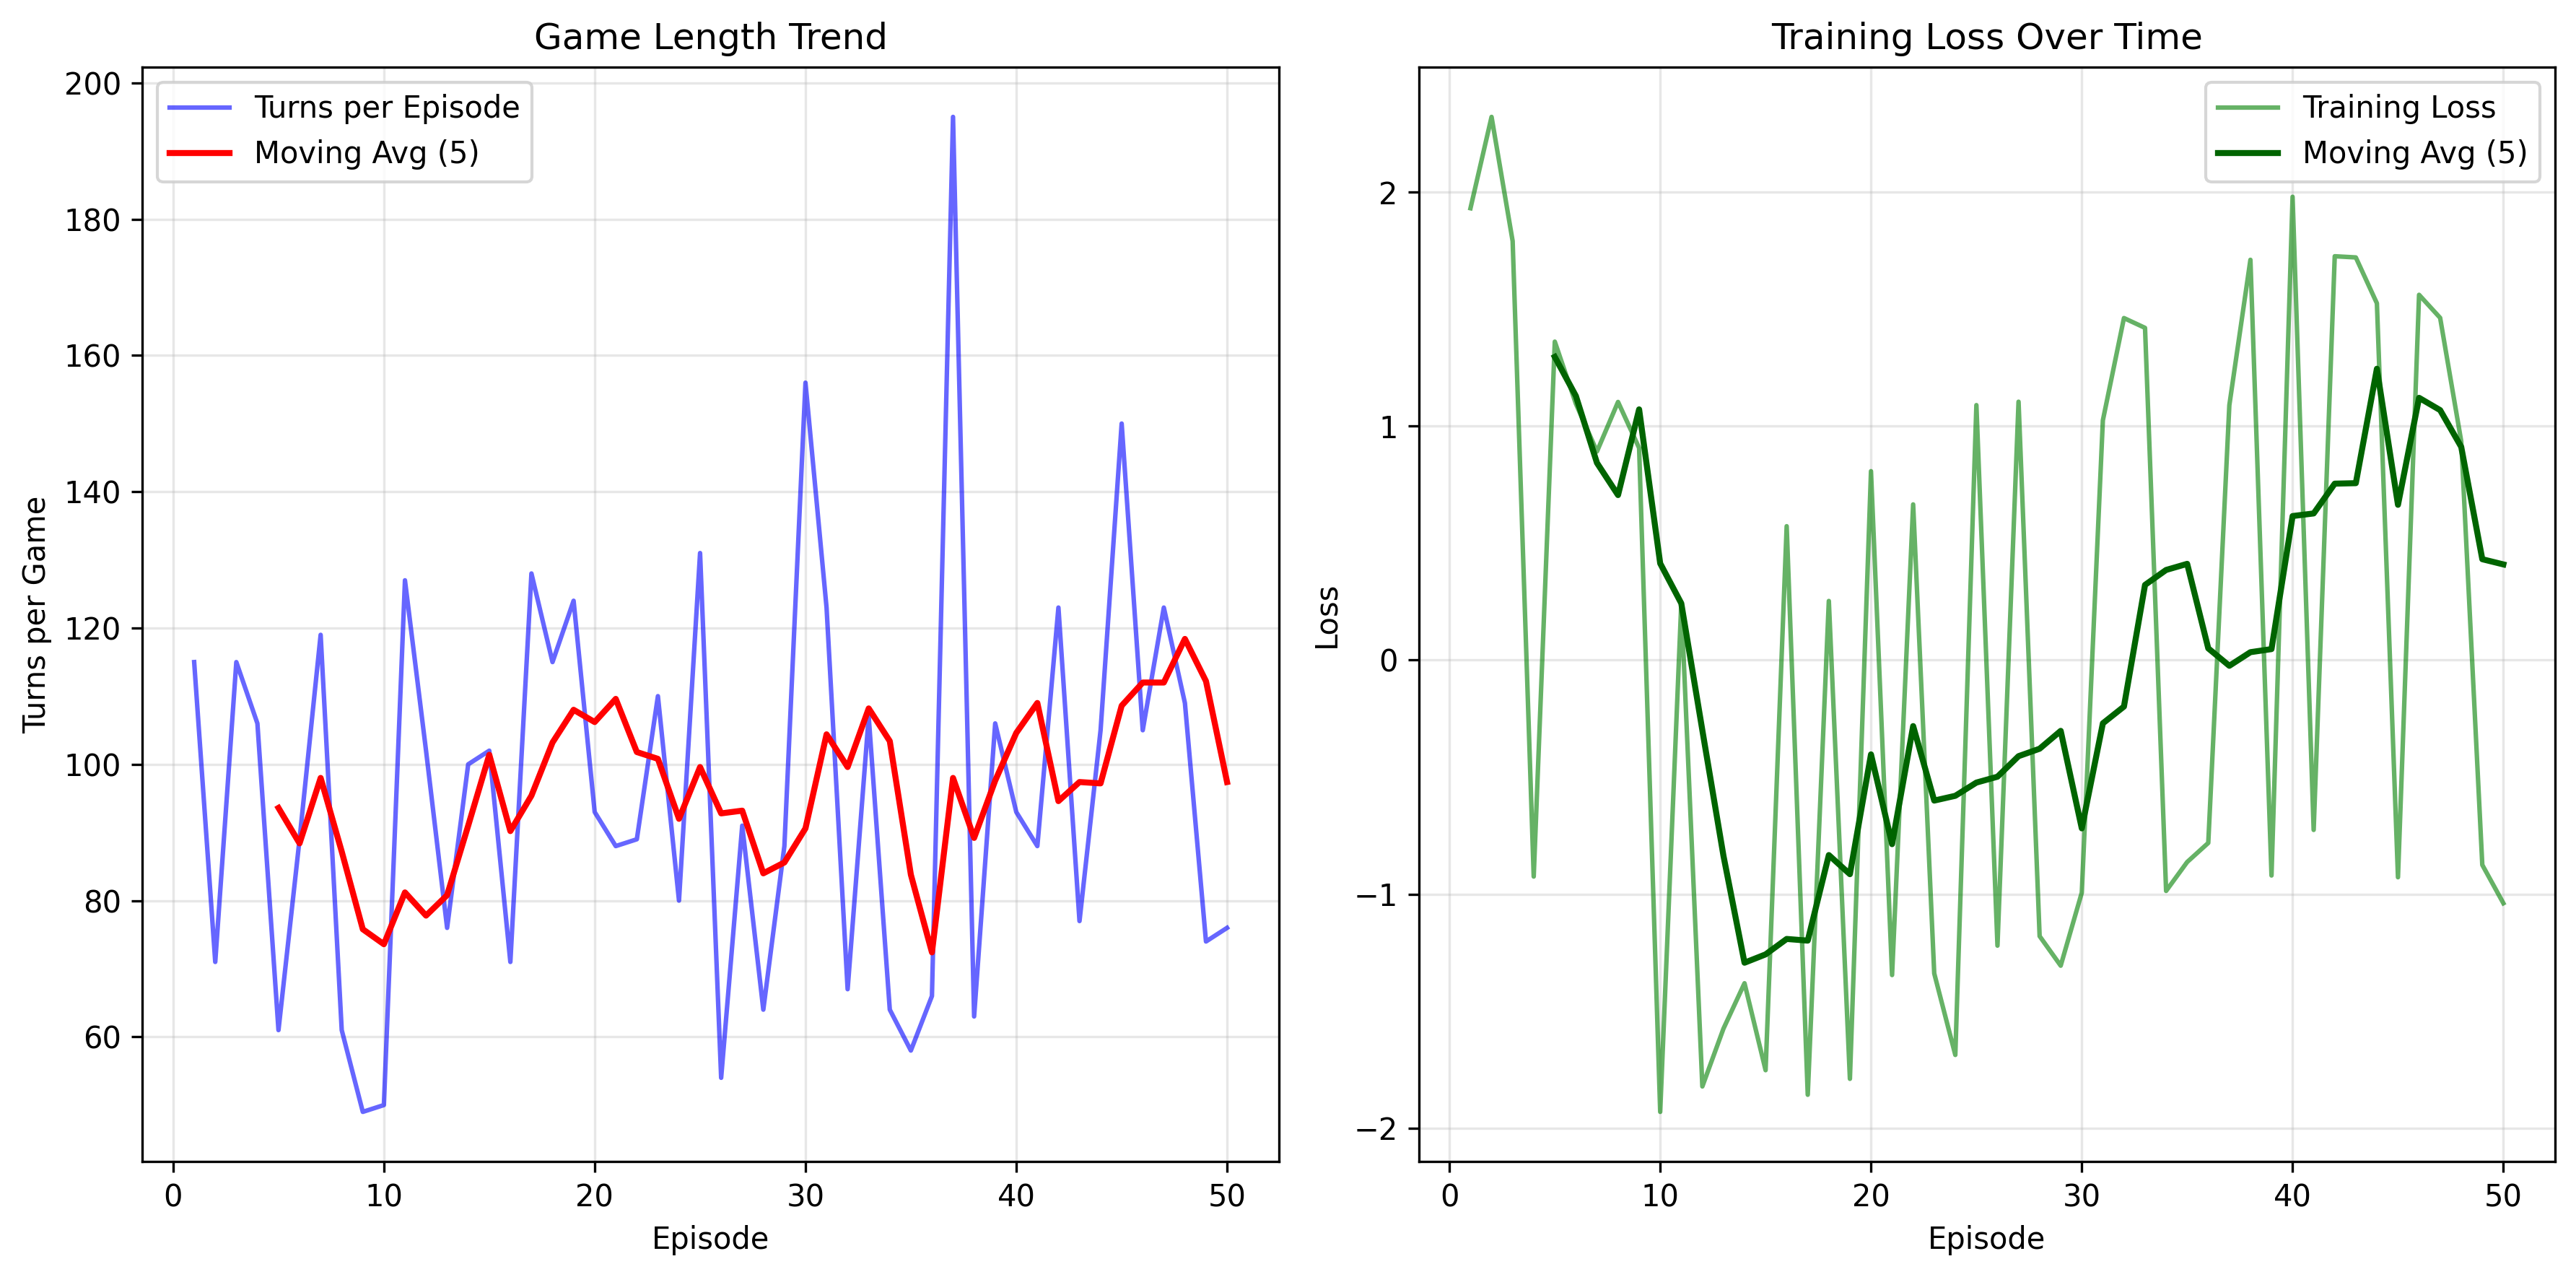 Game Length Trend
Turns per Episode
Moving Avg (5)
200
180
160
140
120
100
80
60
Turns per Game
0 10 20 30 40 50
Episode
Training Loss Over Time
Training Loss
Moving Avg (5)
2
1
0
−1
−2
Loss
0 10 20 30 40 50
Episode